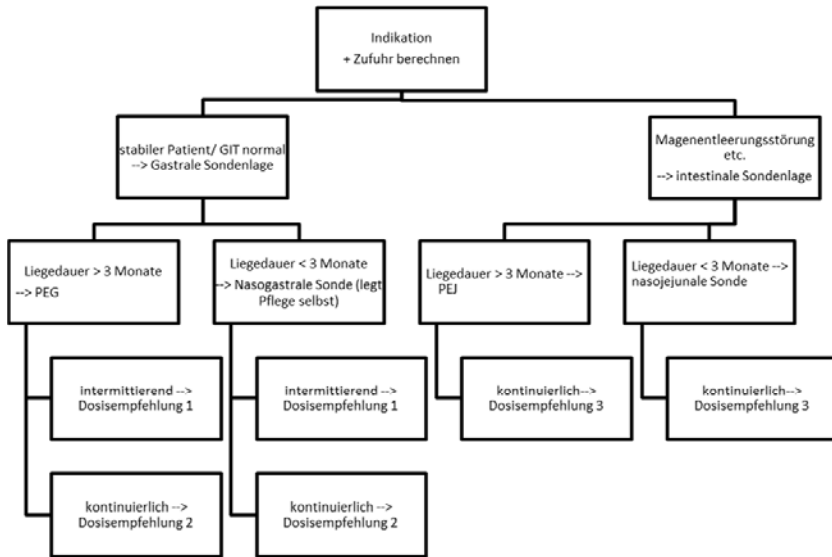 Indikation
+ Zufuhr berechnen
stabiler Patient/ GIT normal
--> Gastrale Sondenlage
Magenentleerungsstörung
etc.
--> intestinale Sondenlage
Liegedauer > 3 Monate
--> PEG
Liegedauer < 3 Monate
--> Nasogastrale Sonde (legt
Pflege selbst)
Liegedauer > 3 Monate -->
PEJ
Liegedauer < 3 Monate -->
nasojejunale Sonde
intermittierend -->
Dosisempfehlung 1
intermittierend -->
Dosisempfehlung 1
kontinuierlich-->
Dosisempfehlung 3
kontinuierlich-->
Dosisempfehlung 3
kontinuierlich -->
Dosisempfehlung 2
kontinuierlich -->
Dosisempfehlung 2